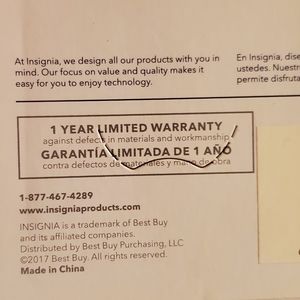 At Insignia, we design all our products with you in
mind. Our focus on value and quality makes it
easy for you to enjoy technology.
En Insignia, dise
ustedes. Nuestr
permite disfruta
1 YEAR LIMITED WARRANTY
against defects in materials and workmanship
GARANTÍA LIMITADA DE 1 AÑO
contra defectos de materiales y mano de obra
1-877-467-4289
www.insigniaproducts.com
INSIGNIA is a trademark of Best Buy
and its affiliated companies.
Distributed by Best Buy Purchasing, LLC
©2017 Best Buy. All rights reserved.
Made in China